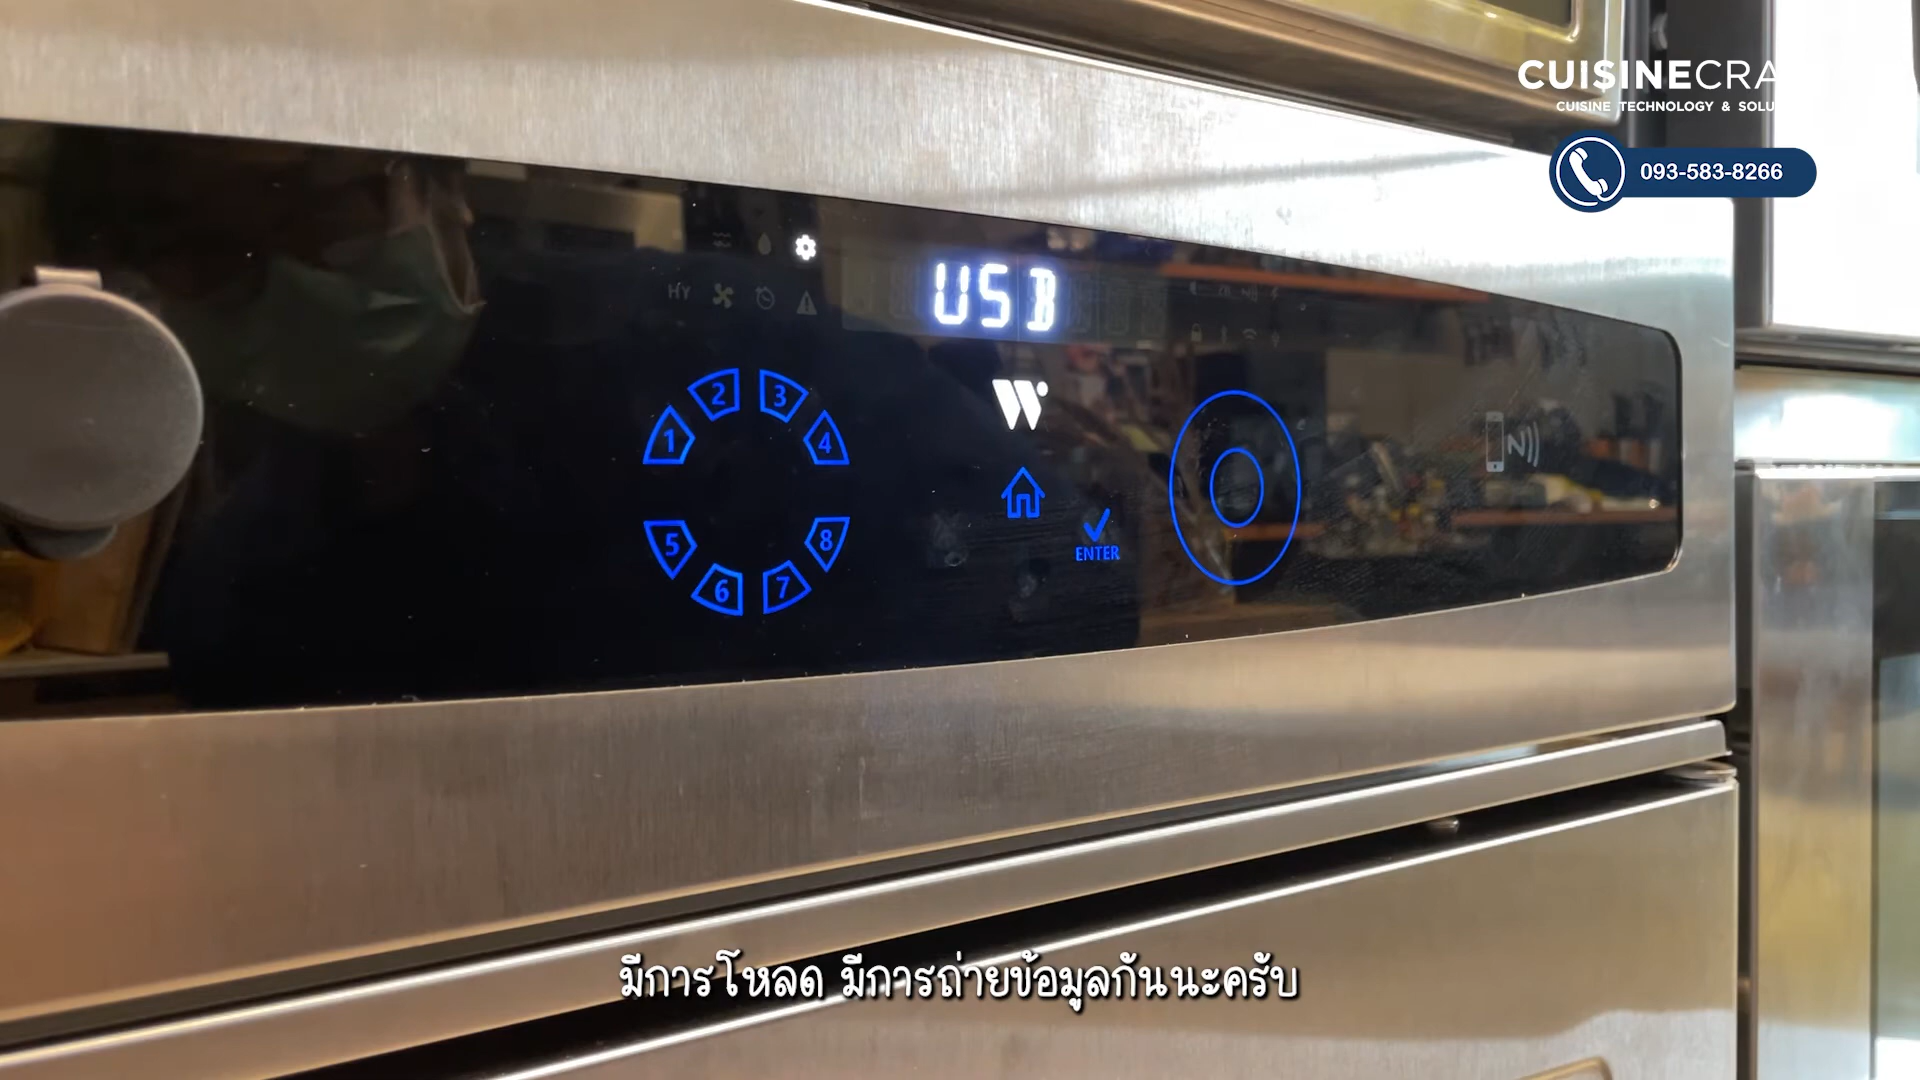 CUISINECRA
CUISINE TECHNOLOGY & SOLU
093-583-8266
USB
HY
1
2
3
4
5
6
7
8
W
ENTER
N
มีการโหลด มีการถ่ายข้อมูลกันนะครับ